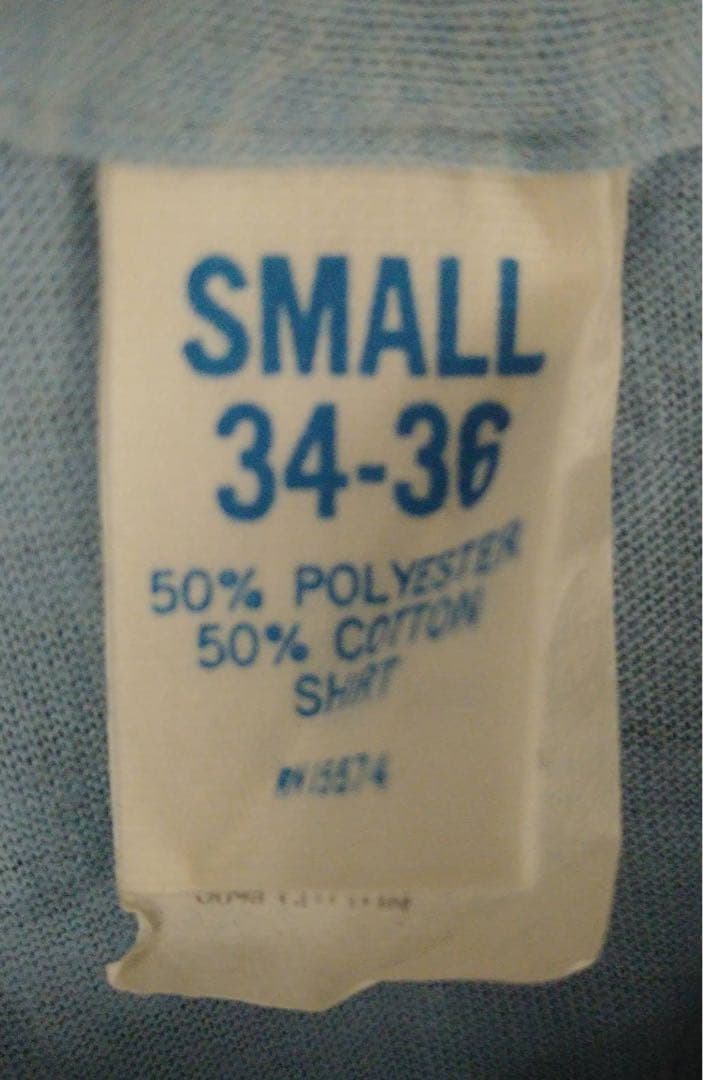 SMALL
34-36
50% POLYESTER
50% COTTON
SHIRT